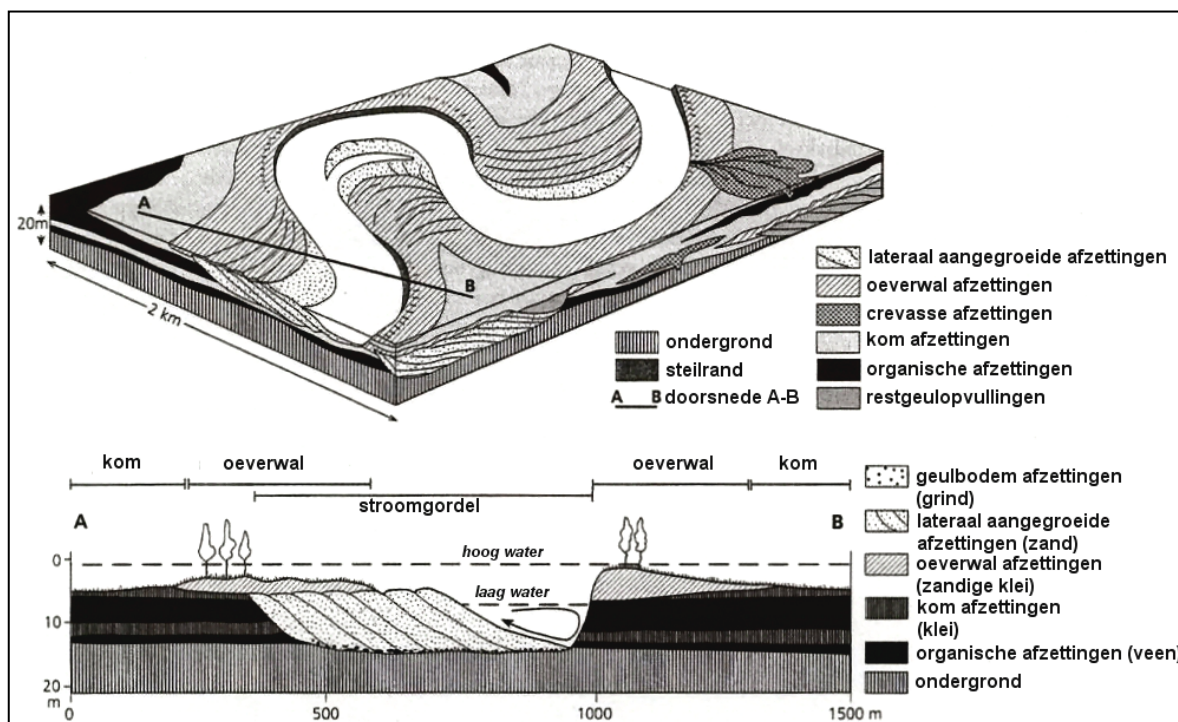 A
B
20m
2 km
lateraal aangegroeide afzettingen
oeverwal afzettingen
crevasse afzettingen
kom afzettingen
organische afzettingen
restgeulopvullingen
ondergrond
steilrand
A B doorsnede A-B
kom
oeverwal
oeverwal
kom
stroomgordel
A
B
hoog water
laag water
0
10
20
m
0
500
1000
1500 m
geulbodem afzettingen
(grind)
lateraal aangegroeide
afzettingen (zand)
oeverwal afzettingen
(zandige klei)
kom afzettingen
(klei)
organische afzettingen (veen)
ondergrond